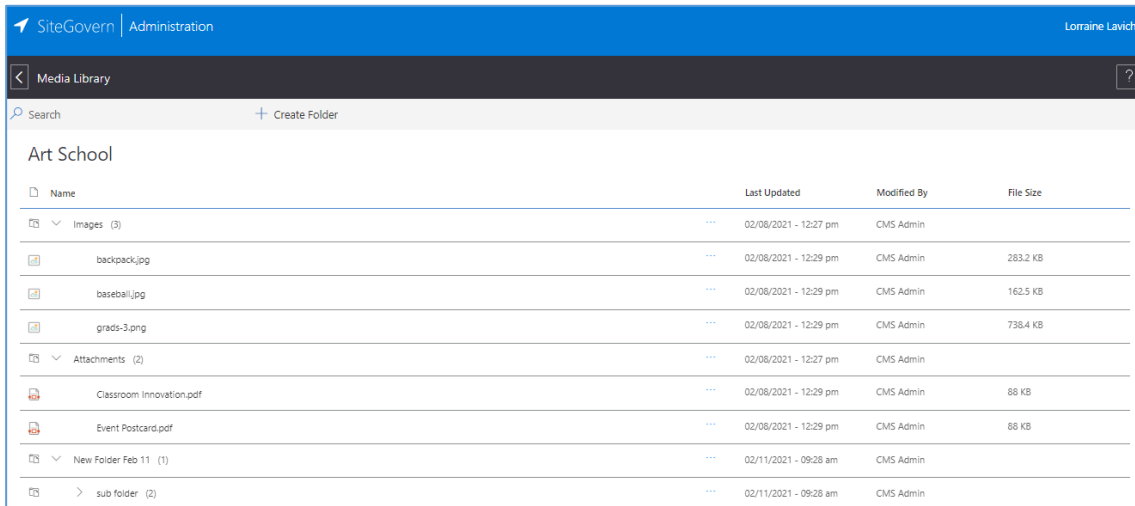 SiteGovern | Administration Lorraine Lavich
Media Library ?
Search + Create Folder
Art School
Name Last Updated Modified By File Size
Images (3) ... 02/08/2021 - 12:27 pm CMS Admin
backpack.jpg ... 02/08/2021 - 12:29 pm CMS Admin 283.2 KB
baseball.jpg ... 02/08/2021 - 12:29 pm CMS Admin 162.5 KB
grads-3.png ... 02/08/2021 - 12:29 pm CMS Admin 738.4 KB
Attachments (2) ... 02/08/2021 - 12:27 pm CMS Admin
Classroom Innovation.pdf ... 02/08/2021 - 12:29 pm CMS Admin 88 KB
Event Postcard.pdf ... 02/08/2021 - 12:29 pm CMS Admin 88 KB
New Folder Feb 11 (1) ... 02/11/2021 - 09:28 am CMS Admin
sub folder (2) ... 02/11/2021 - 09:28 am CMS Admin